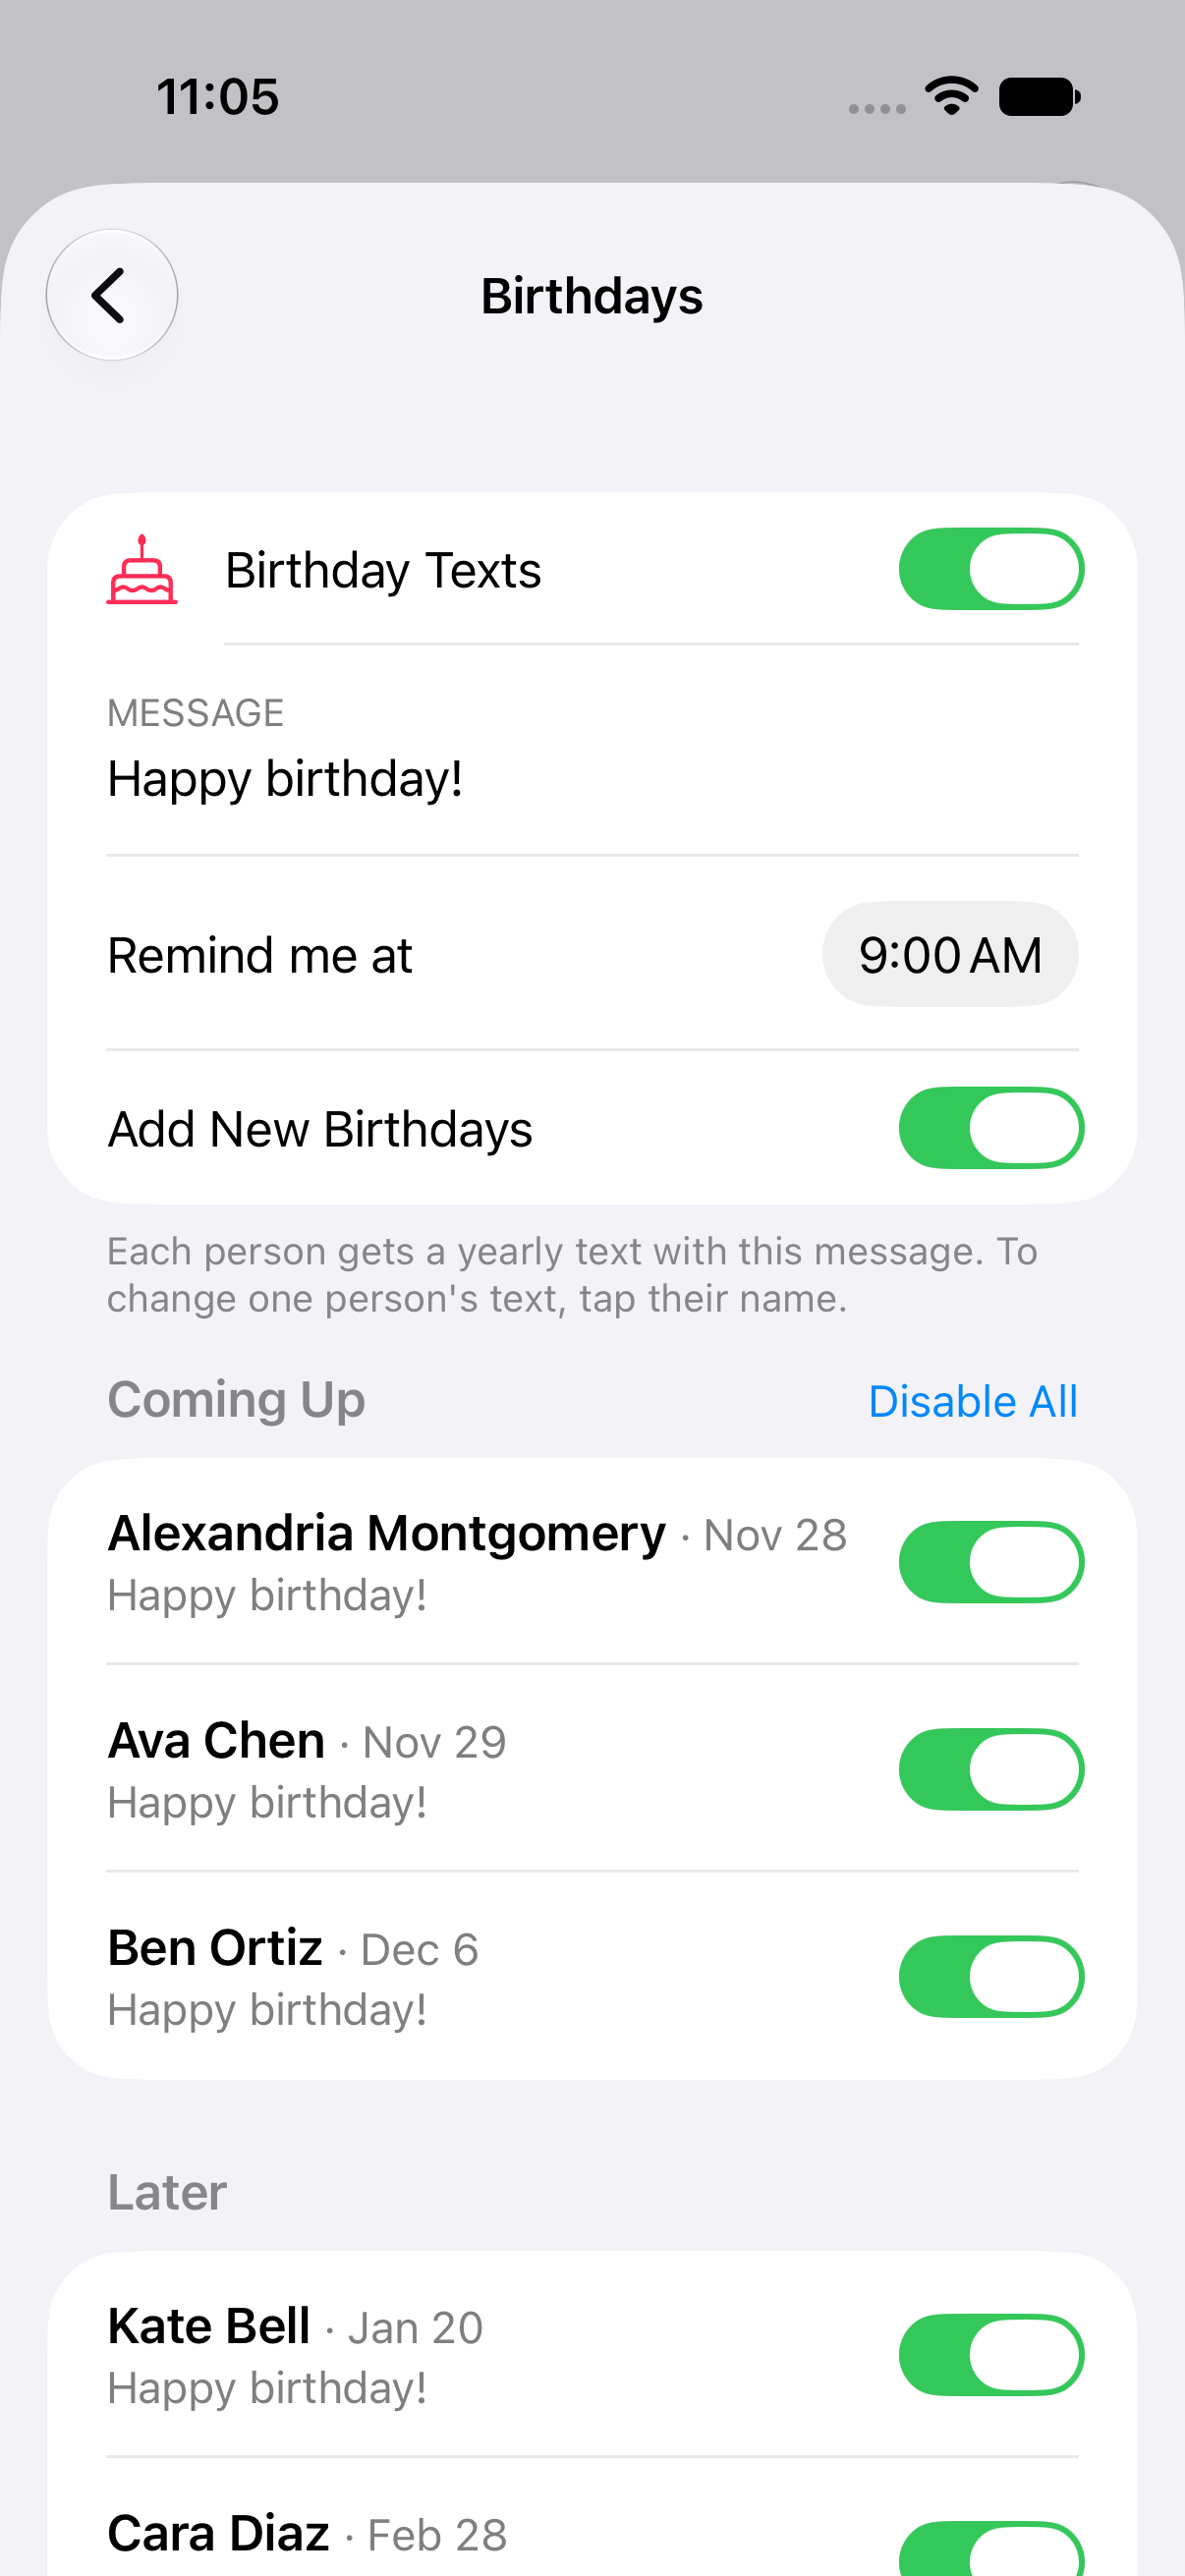 11:05
Birthdays
Birthday Texts
MESSAGE
Happy birthday!
Remind me at 9:00 AM
Add New Birthdays
Each person gets a yearly text with this message. To
change one person's text, tap their name.
Coming Up Disable All
Alexandria Montgomery · Nov 28
Happy birthday!
Ava Chen · Nov 29
Happy birthday!
Ben Ortiz · Dec 6
Happy birthday!
Later
Kate Bell · Jan 20
Happy birthday!
Cara Diaz · Feb 28